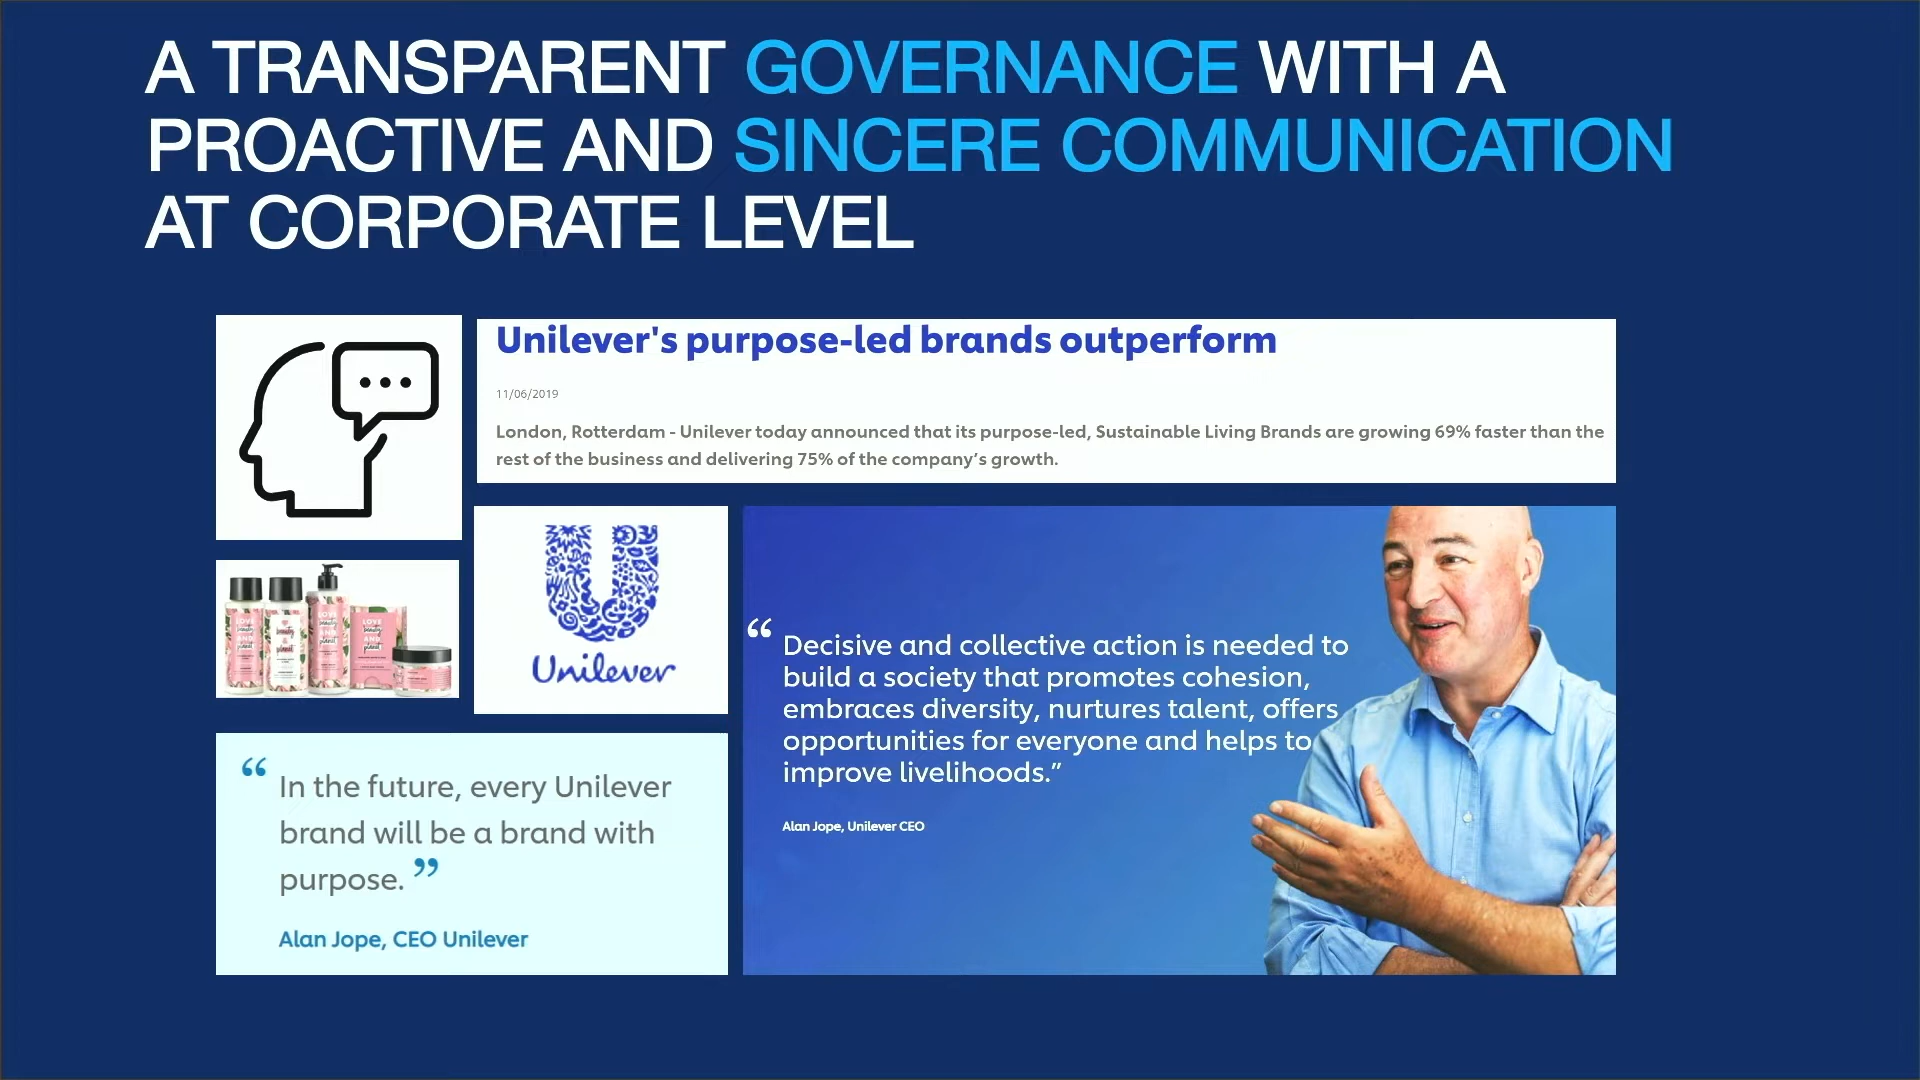 A TRANSPARENT GOVERNANCE WITH A
PROACTIVE AND SINCERE COMMUNICATION
AT CORPORATE LEVEL
Unilever's purpose-led brands outperform
11/06/2019
London, Rotterdam - Unilever today announced that its purpose-led, Sustainable Living Brands are growing 69% faster than the
rest of the business and delivering 75% of the company’s growth.
LOVE
beauty
AND
planet
Unilever
“ Decisive and collective action is needed to
build a society that promotes cohesion,
embraces diversity, nurtures talent, offers
opportunities for everyone and helps to
improve livelihoods.”
Alan Jope, Unilever CEO
“ In the future, every Unilever
brand will be a brand with
purpose. ”
Alan Jope, CEO Unilever